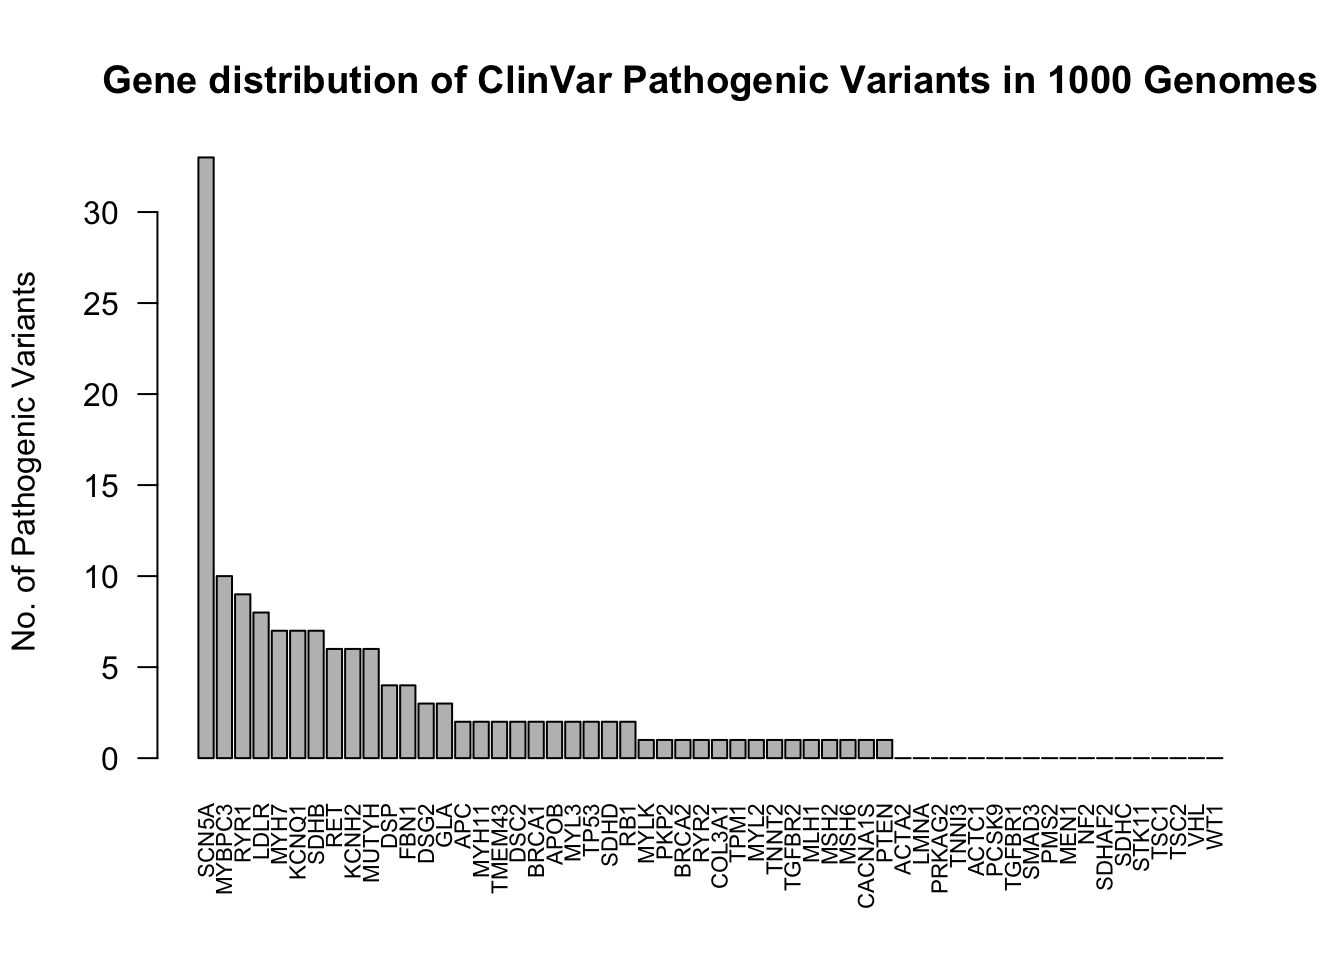 Gene distribution of ClinVar Pathogenic Variants in 1000 Genomes
No. of Pathogenic Variants
30
25
20
15
10
5
0
SCN5A
MYBPC3
RYR1
LDLR
MYH7
KCNQ1
SDHB
RET
KCNH2
MUTYH
DSP
FBN1
DSG2
GLA
APC
MYH11
TMEM43
DSC2
BRCA1
APOB
MYL3
TP53
SDHD
RB1
MYLK
PKP2
BRCA2
RYR2
COL3A1
TPM1
MYL2
TNNT2
TGFBR2
MLH1
MSH2
MSH6
CACNA1S
PTEN
ACTA2
LMNA
PRKAG2
TNNI3
ACTC1
PCSK9
TGFBR1
SMAD3
PMS2
MEN1
NF2
SDHAF2
SDHC
STK11
TSC1
TSC2
VHL
WT1